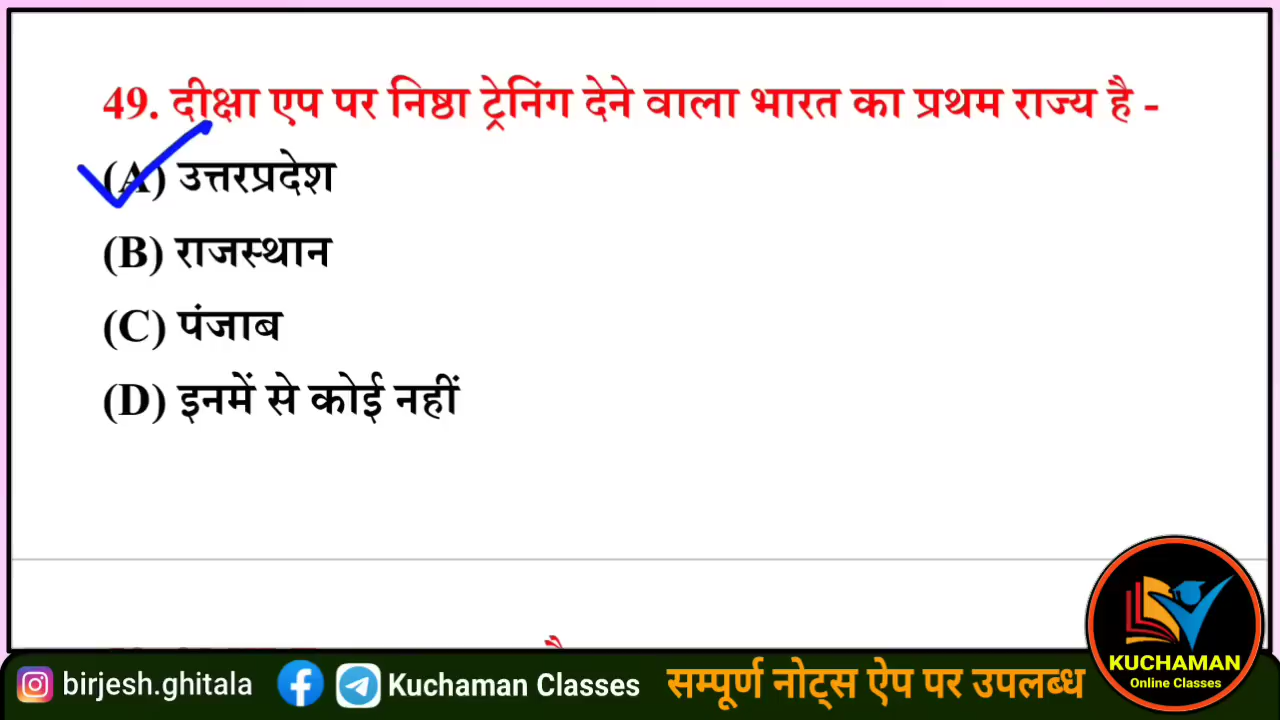 49. दीक्षा एप पर निष्ठा ट्रेनिंग देने वाला भारत का प्रथम राज्य है -
(A) उत्तरप्रदेश
(B) राजस्थान
(C) पंजाब
(D) इनमें से कोई नहीं
KUCHAMAN
Online Classes
birjesh.ghitala Kuchaman Classes सम्पूर्ण नोट्स ऐप पर उपलब्ध